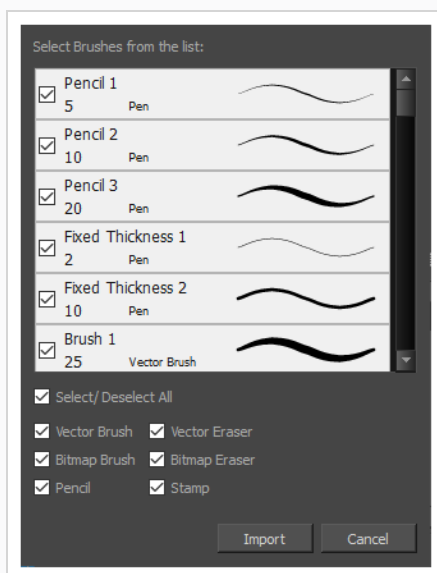 Select Brushes from the list:
Pencil 1
5 Pen
Pencil 2
10 Pen
Pencil 3
20 Pen
Fixed Thickness 1
2 Pen
Fixed Thickness 2
10 Pen
Brush 1
25 Vector Brush
Select/ Deselect All
Vector Brush Vector Eraser
Bitmap Brush Bitmap Eraser
Pencil Stamp
Import Cancel